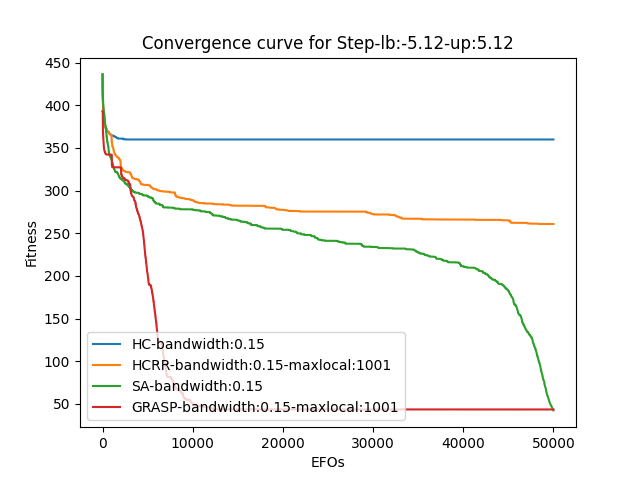 Convergence curve for Step-lb:-5.12-up:5.12
450
400
350
300
250
200
150
100
50
Fitness
HC-bandwidth:0.15
HCRR-bandwidth:0.15-maxlocal:1001
SA-bandwidth:0.15
GRASP-bandwidth:0.15-maxlocal:1001
0 10000 20000 30000 40000 50000
EFOs